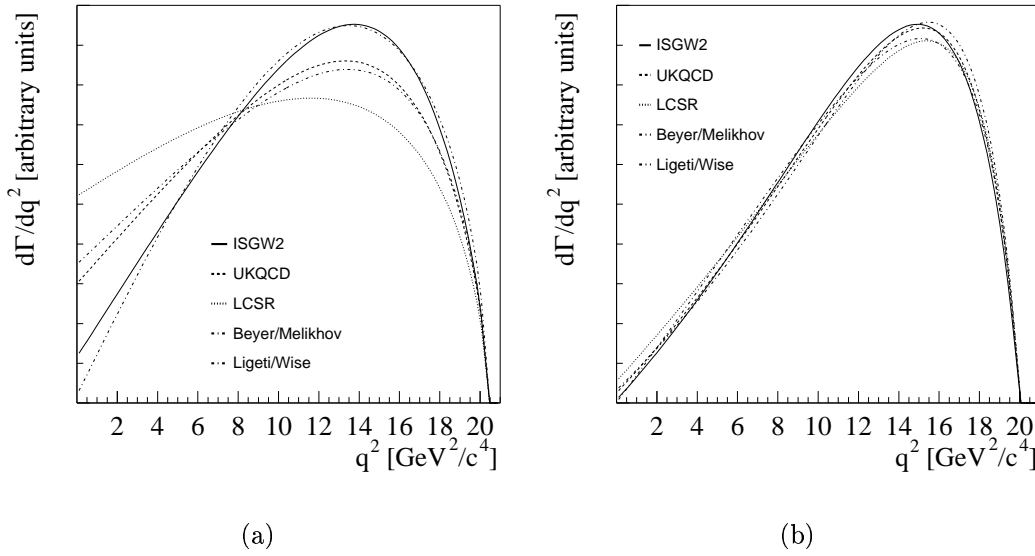 dΓ/dq² [arbitrary units]
ISGW2
UKQCD
LCSR
Beyer/Melikhov
Ligeti/Wise
2 4 6 8 10 12 14 16 18 20
q² [GeV²/c⁴]
(a)
dΓ/dq² [arbitrary units]
ISGW2
UKQCD
LCSR
Beyer/Melikhov
Ligeti/Wise
2 4 6 8 10 12 14 16 18 20
q² [GeV²/c⁴]
(b)